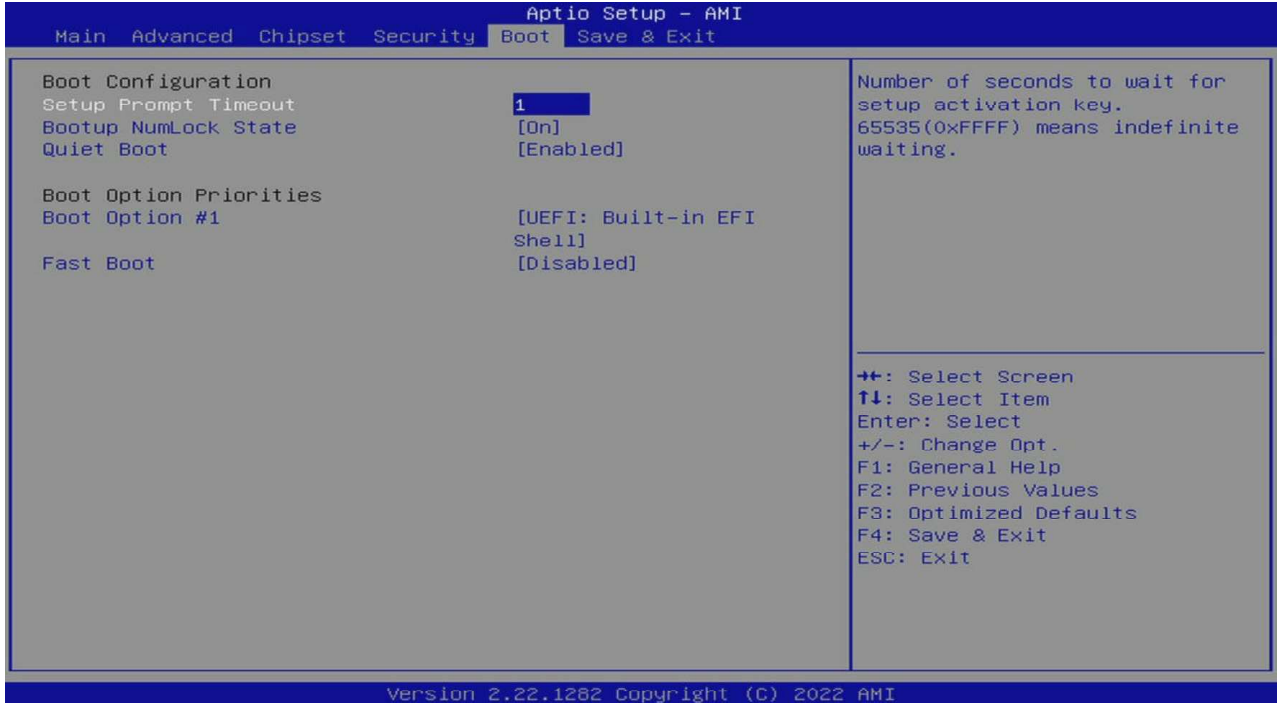 Aptio Setup – AMI
Main Advanced Chipset Security Boot Save & Exit
Boot Configuration
Setup Prompt Timeout 1
Bootup NumLock State [On]
Quiet Boot [Enabled]
Boot Option Priorities
Boot Option #1 [UEFI: Built-in EFI
Shell]
Fast Boot [Disabled]
Number of seconds to wait for
setup activation key.
65535(0xFFFF) means indefinite
waiting.
→←: Select Screen
↑↓: Select Item
Enter: Select
+/-: Change Opt.
F1: General Help
F2: Previous Values
F3: Optimized Defaults
F4: Save & Exit
ESC: Exit
Version 2.22.1282 Copyright (C) 2022 AMI